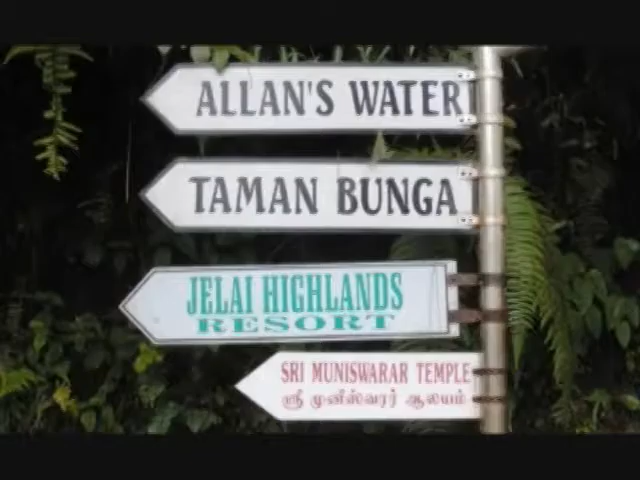 ALLAN'S WATER
TAMAN BUNGA
JELAI HIGHLANDS
RESORT
SRI MUNISWARAR TEMPLE
ஸ்ரீ முனீஸ்வரர் ஆலயம்